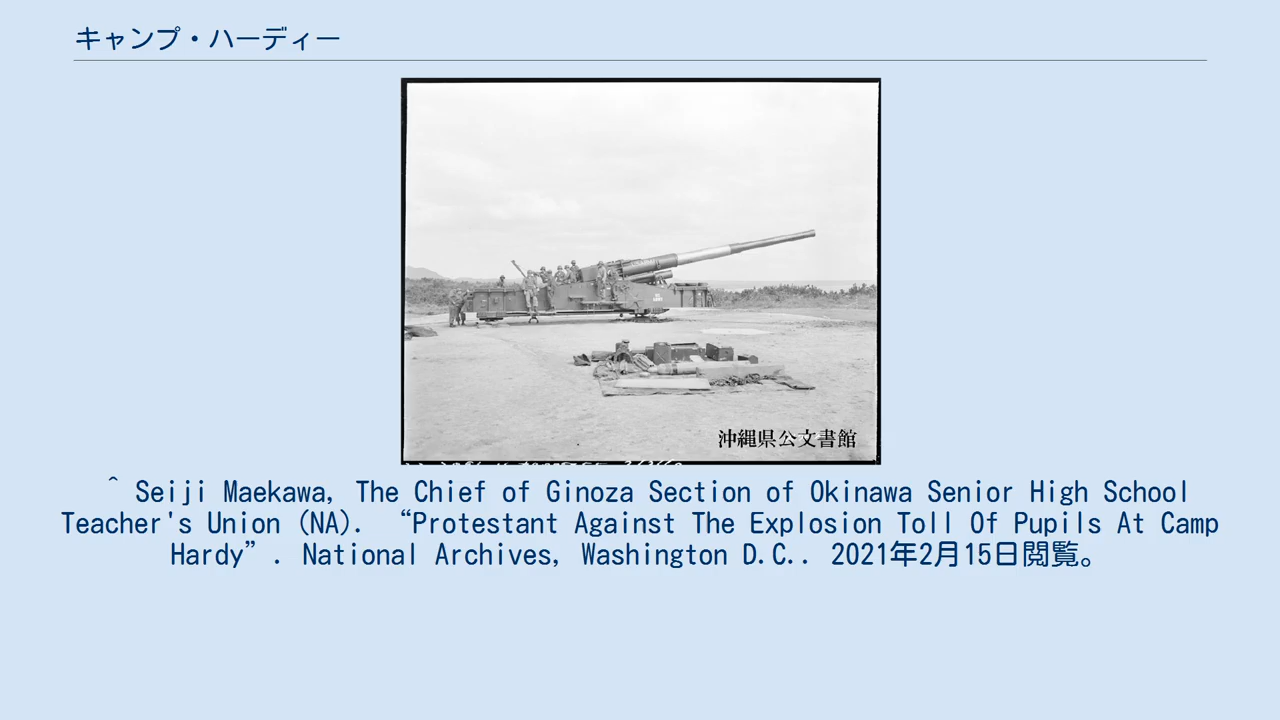 キャンプ・ハーディー
沖縄県公文書館
^ Seiji Maekawa, The Chief of Ginoza Section of Okinawa Senior High School
Teacher's Union (NA). “Protestant Against The Explosion Toll Of Pupils At Camp
Hardy”. National Archives, Washington D.C.. 2021年2月15日閲覧。